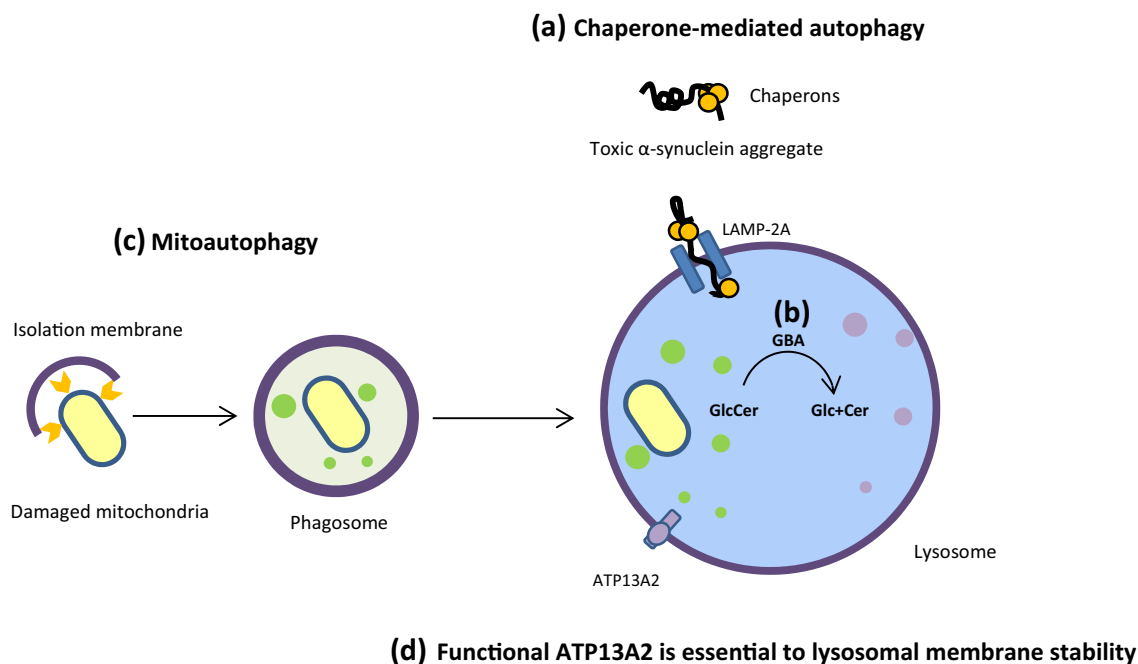 (a) Chaperone-mediated autophagy
Chaperons
Toxic α-synuclein aggregate
LAMP-2A
(c) Mitoautophagy
(b)
GBA
Isolation membrane
GlcCer
Glc+Cer
Damaged mitochondria
Phagosome
Lysosome
ATP13A2
(d) Functional ATP13A2 is essential to lysosomal membrane stability